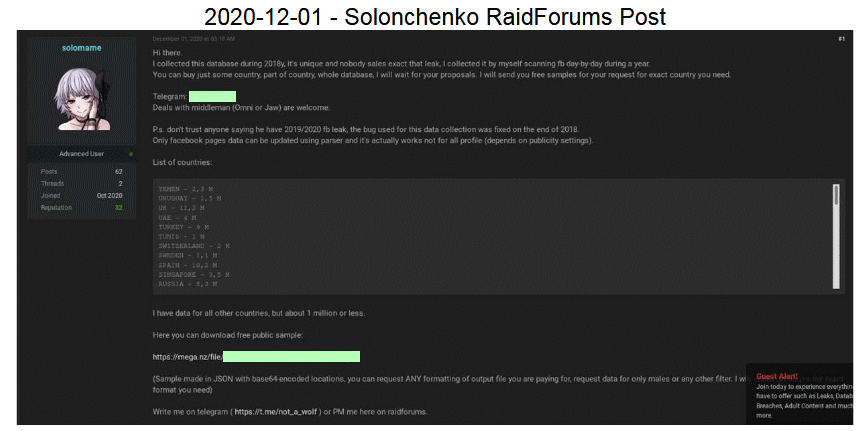 2020-12-01 - Solonchenko RaidForums Post
December 01, 2020 at 03:19 AM
#1
solomame
Advanced User
Posts 62
Threads 2
Joined Oct 2020
Reputation 32
Hi there.
I collected this database during 2018y, it's unique and nobody sales exact that leak, I collected it by myself scanning fb day-by-day during a year.
You can buy just some country, part of country, whole database, I will wait for your proposals. I will send you free samples for your request for exact country you need.
Telegram:
Deals with middleman (Omni or Jaw) are welcome.
P.s. don't trust anyone saying he have 2019/2020 fb leak, the bug used for this data collection was fixed on the end of 2018.
Only facebook pages data can be updated using parser and it's actually works not for all profile (depends on publicity settings).
List of countries:
YEMEN - 2,3 M
URUGUAY - 1,5 M
UK - 11,2 M
UAE - 6 M
TURKEY - 9 M
TUNIS - 1 M
SWITZERLAND - 2 M
SWEDEN - 1,1 M
SPAIN - 10,2 M
SINGAPORE - 3,5 M
RUSSIA - 8,3 M
I have data for all other countries, but about 1 million or less.
Here you can download free public sample:
https://mega.nz/file/
(Sample made in JSON with base64-encoded locations, you can request ANY formatting of output file you are paying for, request data for only males or any other filter. I
format you need)
Write me on telegram ( https://t.me/not_a_wolf ) or PM me here on raidforums.
Guest Alert!
Join today to experience everythin
have to offer such as Leaks, Datab
Breaches, Adult Content and much
more.